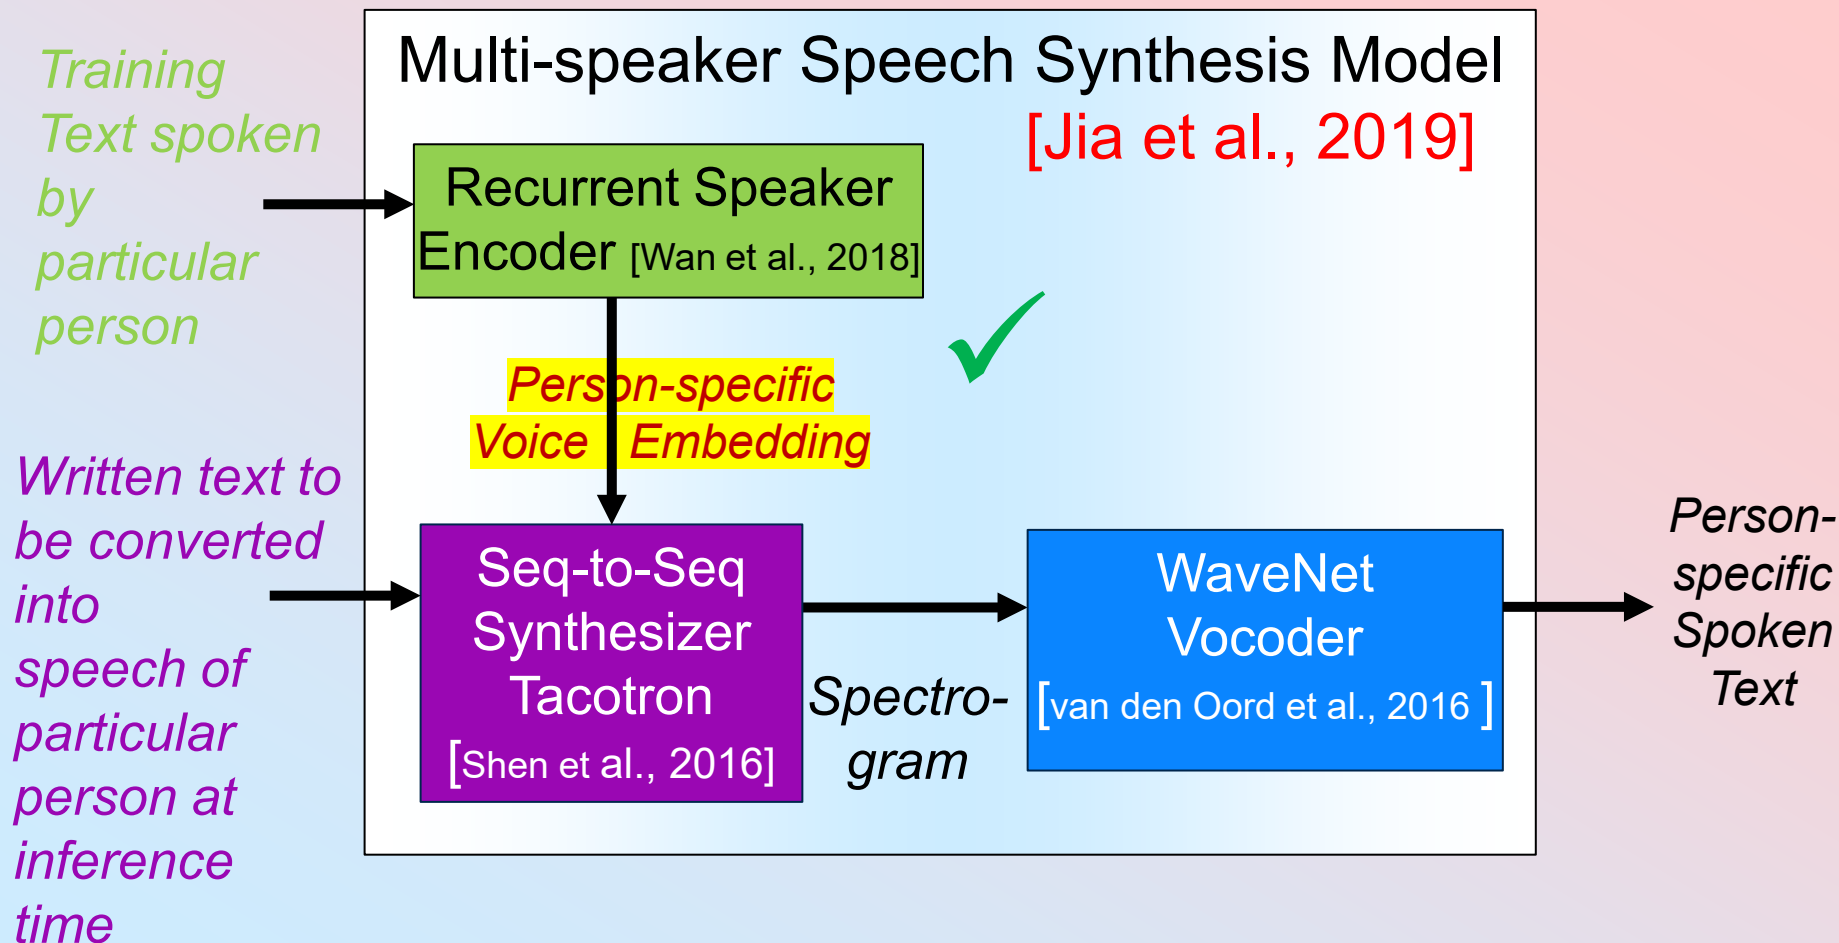 Multi-speaker Speech Synthesis Model
[Jia et al., 2019]
Training
Text spoken
by
particular
person
Recurrent Speaker
Encoder [Wan et al., 2018]
Person-specific
Voice Embedding
Written text to
be converted
into
speech of
particular
person at
inference
time
Seq-to-Seq
Synthesizer
Tacotron
[Shen et al., 2016]
Spectro-
gram
WaveNet
Vocoder
[van den Oord et al., 2016 ]
Person-
specific
Spoken
Text